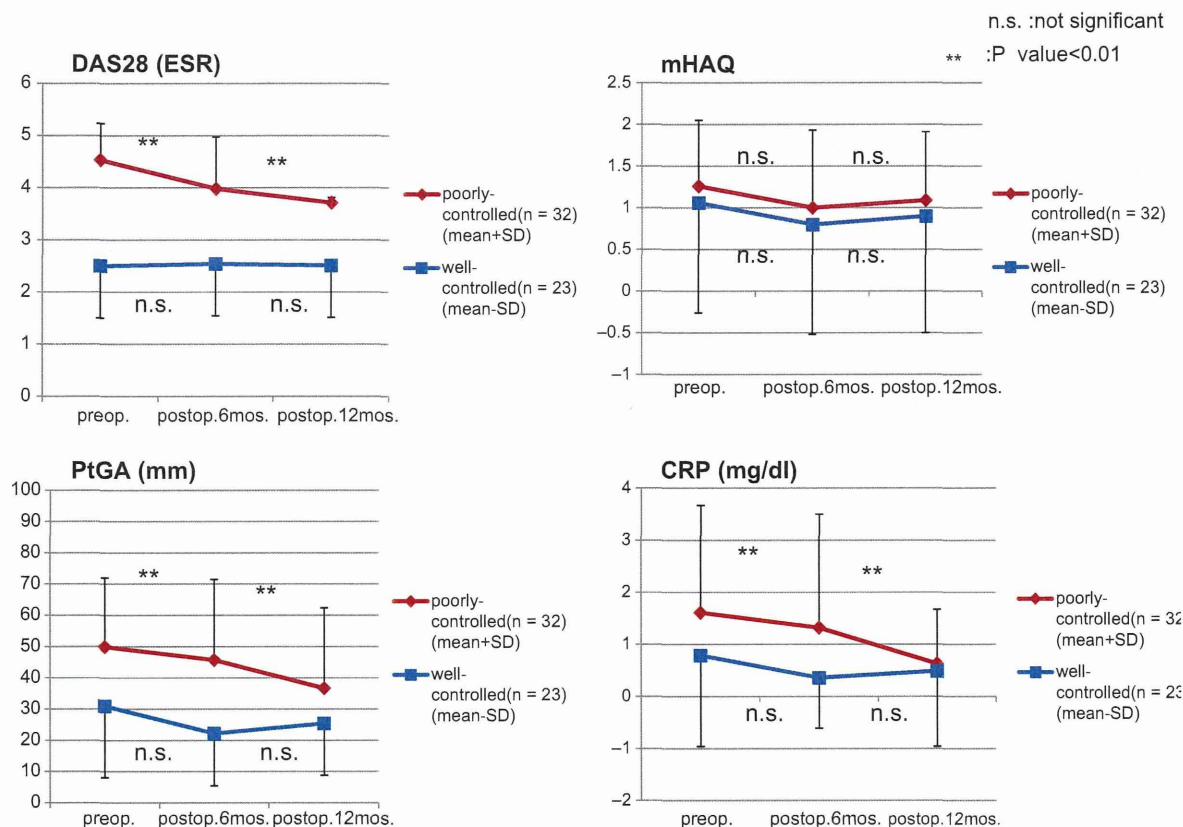 n.s. :not significant
** :P value<0.01
DAS28 (ESR)
6
5
4
3
2
1
0
**
**
n.s.
n.s.
preop.
postop.6mos.
postop.12mos.
poorly-
controlled(n = 32)
(mean+SD)
well-
controlled(n = 23)
(mean-SD)
mHAQ
2.5
2
1.5
1
0.5
0
–0.5
–1
n.s.
n.s.
n.s.
n.s.
preop.
postop.6mos.
postop.12mos.
poorly-
controlled(n = 32)
(mean+SD)
well-
controlled(n = 23)
(mean-SD)
PtGA (mm)
100
90
80
70
60
50
40
30
20
10
0
**
**
n.s.
n.s.
preop.
postop.6mos.
postop.12mos.
poorly-
controlled(n = 32)
(mean+SD)
well-
controlled(n = 23)
(mean-SD)
CRP (mg/dl)
4
3
2
1
0
–1
–2
**
**
n.s.
n.s.
preop.
postop.6mos.
postop.12mos.
poorly-
controlled(n = 32
(mean+SD)
well-
controlled(n = 23
(mean-SD)